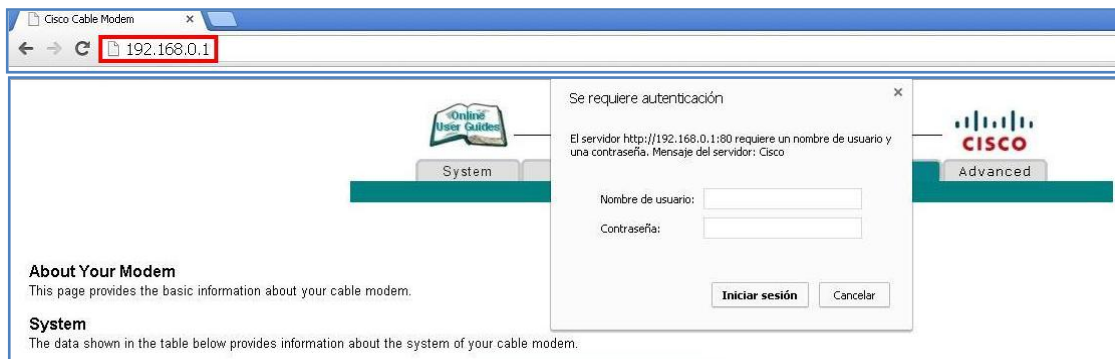 Cisco Cable Modem
192.168.0.1
Online
User Guides
Se requiere autenticación
El servidor http://192.168.0.1:80 requiere un nombre de usuario y
una contraseña. Mensaje del servidor: Cisco
CISCO
System
Advanced
Nombre de usuario:
Contraseña:
Iniciar sesión Cancelar
About Your Modem
This page provides the basic information about your cable modem.
System
The data shown in the table below provides information about the system of your cable modem.